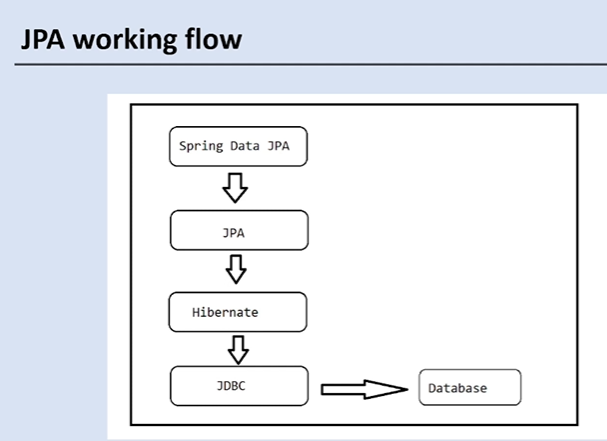 JPA working flow
Spring Data JPA
JPA
Hibernate
JDBC
Database